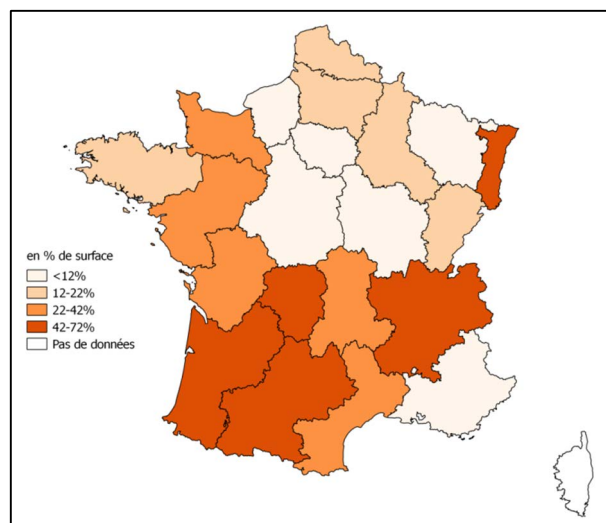 en % de surface
<12%
12-22%
22-42%
42-72%
Pas de données